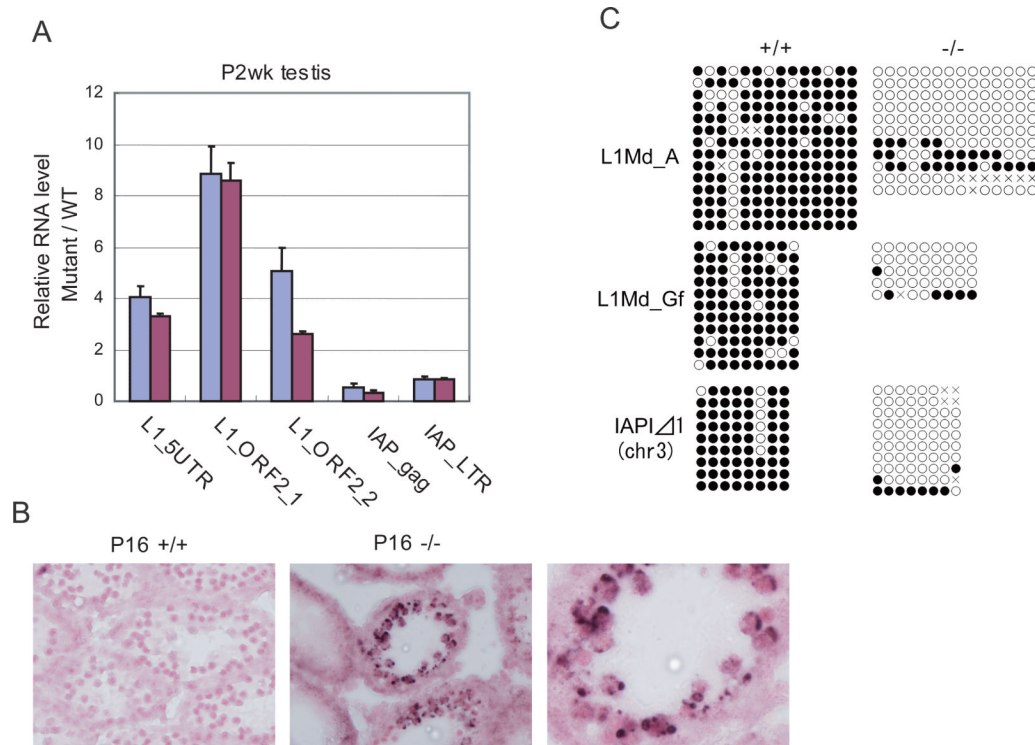 A
P2wk testis
Relative RNA level
Mutant / WT
12
10
8
6
4
2
0
L1_5UTR
L1_ORF2_1
L1_ORF2_2
IAP_gag
IAP_LTR
B
P16 +/+
P16 -/-
C
+/+
-/-
L1Md_A
L1Md_Gf
IAPI⊿1
(chr3)